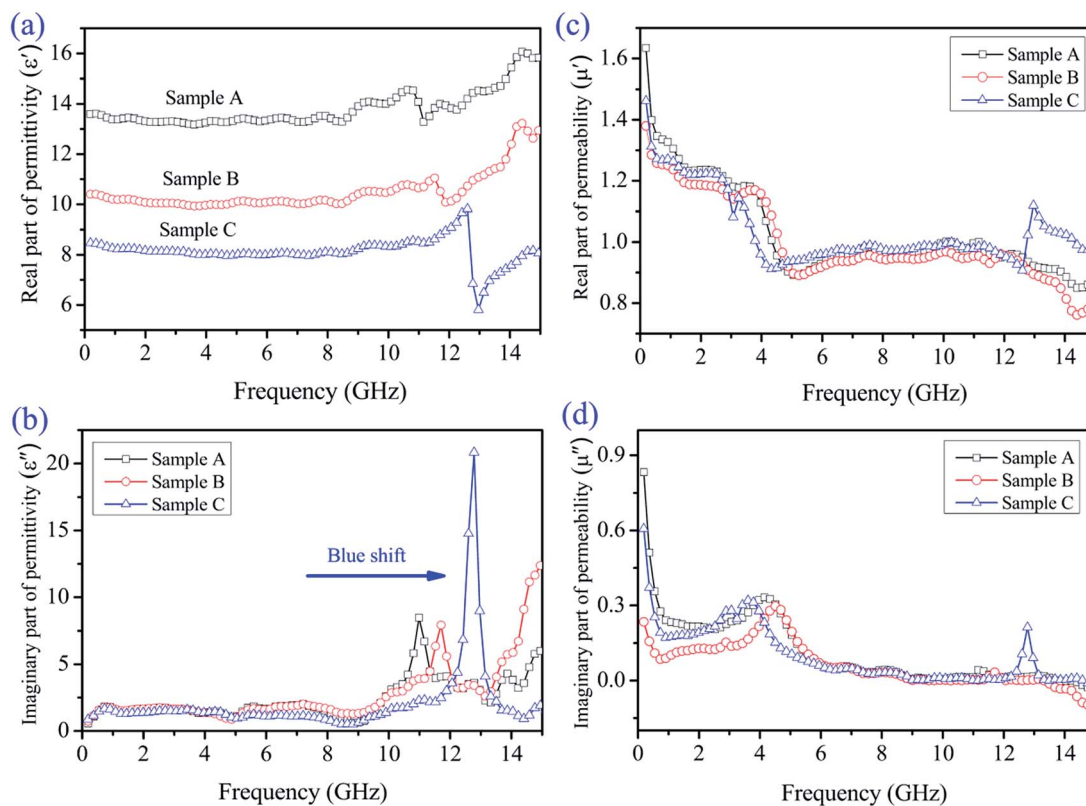 (a)
Real part of permittivity (ε′)
16
14
12
10
8
6
Sample A
Sample B
Sample C
0 2 4 6 8 10 12 14
Frequency (GHz)
(c)
Real part of permeability (μ′)
1.6
1.4
1.2
1.0
0.8
Sample A
Sample B
Sample C
0 2 4 6 8 10 12 14
Frequency (GHz)
(b)
Imaginary part of permittivity (ε″)
20
15
10
5
0
Sample A
Sample B
Sample C
Blue shift
0 2 4 6 8 10 12 14
Frequency (GHz)
(d)
Imaginary part of permeability (μ″)
0.9
0.6
0.3
0.0
Sample A
Sample B
Sample C
0 2 4 6 8 10 12 14
Frequency (GHz)